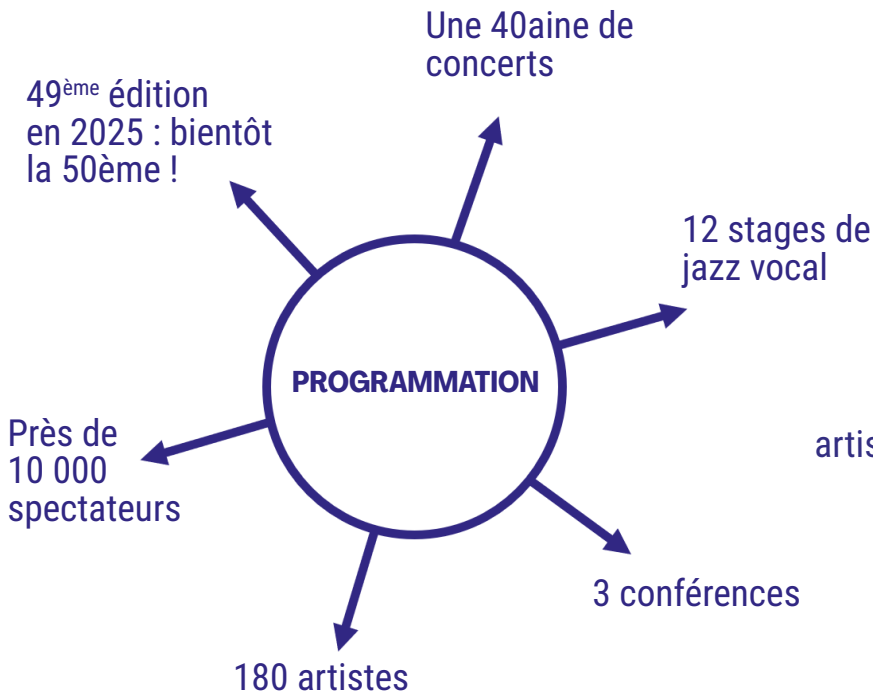 Une 40aine de
concerts
49ème édition
en 2025 : bientôt
la 50ème !
12 stages de
jazz vocal
PROGRAMMATION
Près de
10 000
spectateurs
artis
3 conférences
180 artistes